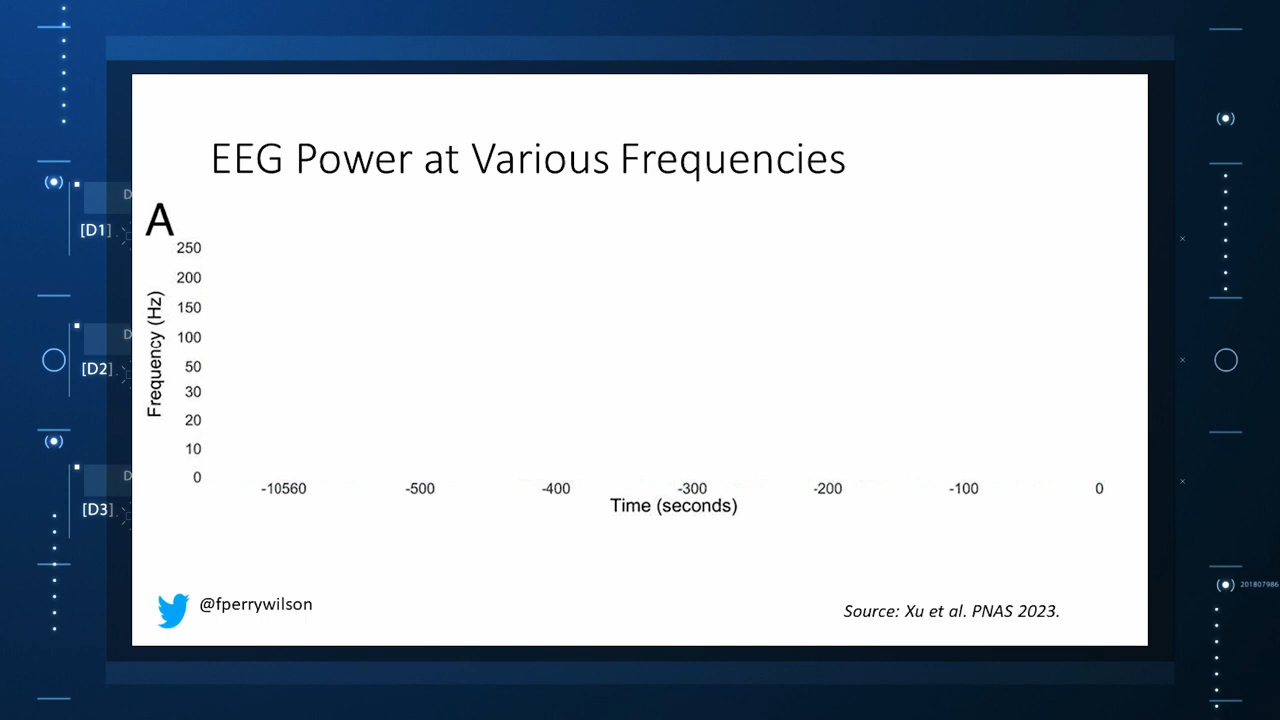 EEG Power at Various Frequencies
A
250
200
150
100
50
30
20
10
0
Frequency (Hz)
-10560 -500 -400 -300 -200 -100 0
Time (seconds)
@fperrywilson
Source: Xu et al. PNAS 2023.
D
[D1]
D
[D2]
D
[D3]
201807986